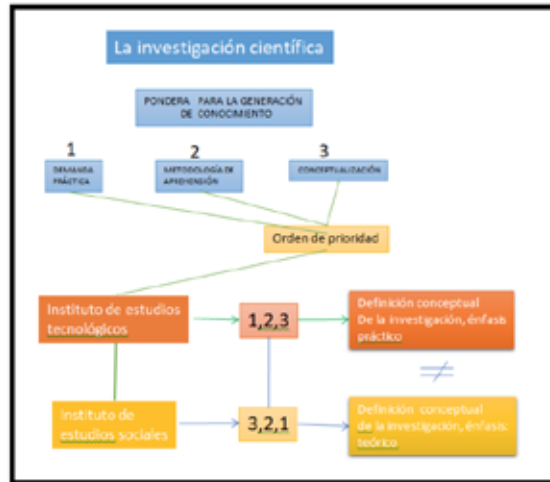 La investigación científica
PONDERA PARA LA GENERACIÓN
DE CONOCIMIENTO
1
2
3
DEMANDA
PRÁCTICA
METODOLOGÍA DE
APREHENSIÓN
CONCEPTUALIZACIÓN
Orden de prioridad
Instituto de estudios
tecnológicos
1,2,3
Definición conceptual
De la investigación, énfasis
práctico
≠
Instituto de
estudios sociales
3,2,1
Definición conceptual
de la investigación, énfasis:
teórico